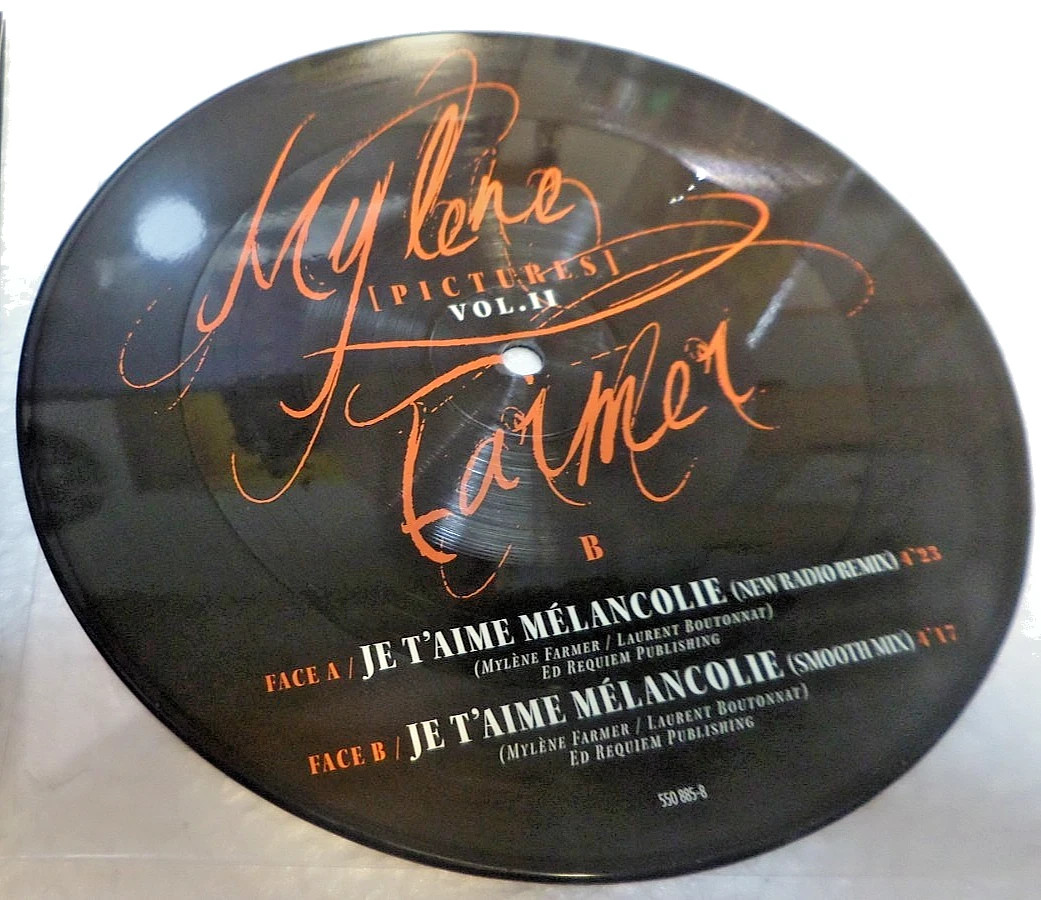 Mylene
[PICTURES]
VOL.II
Farmer
B
FACE A / JE T'AIME MÉLANCOLIE (NEW RADIO REMIX) 4'23
(MYLÈNE FARMER / LAURENT BOUTONNAT)
ED REQUIEM PUBLISHING
FACE B / JE T'AIME MÉLANCOLIE (SMOOTH MIX) 4'17
(MYLÈNE FARMER / LAURENT BOUTONNAT)
ED REQUIEM PUBLISHING
550 885-8